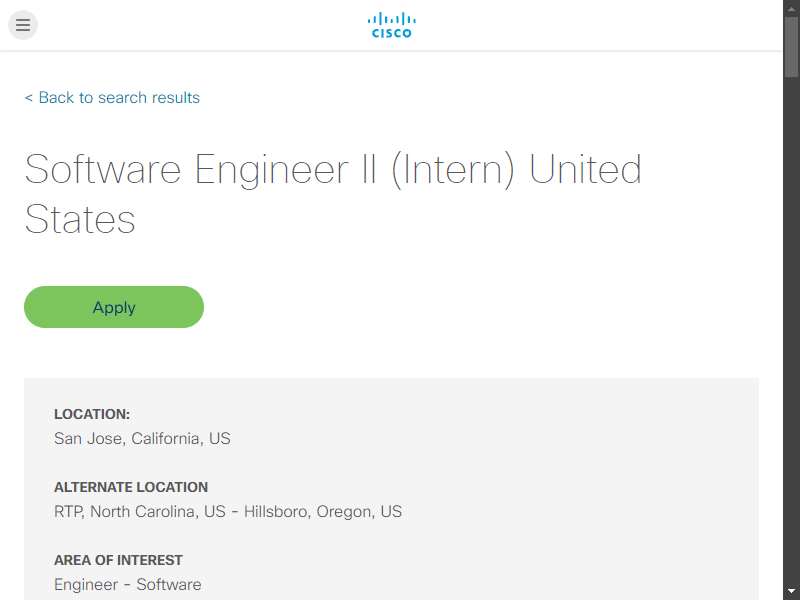 CISCO
< Back to search results
Software Engineer II (Intern) United
States
Apply
LOCATION:
San Jose, California, US
ALTERNATE LOCATION
RTP, North Carolina, US - Hillsboro, Oregon, US
AREA OF INTEREST
Engineer - Software